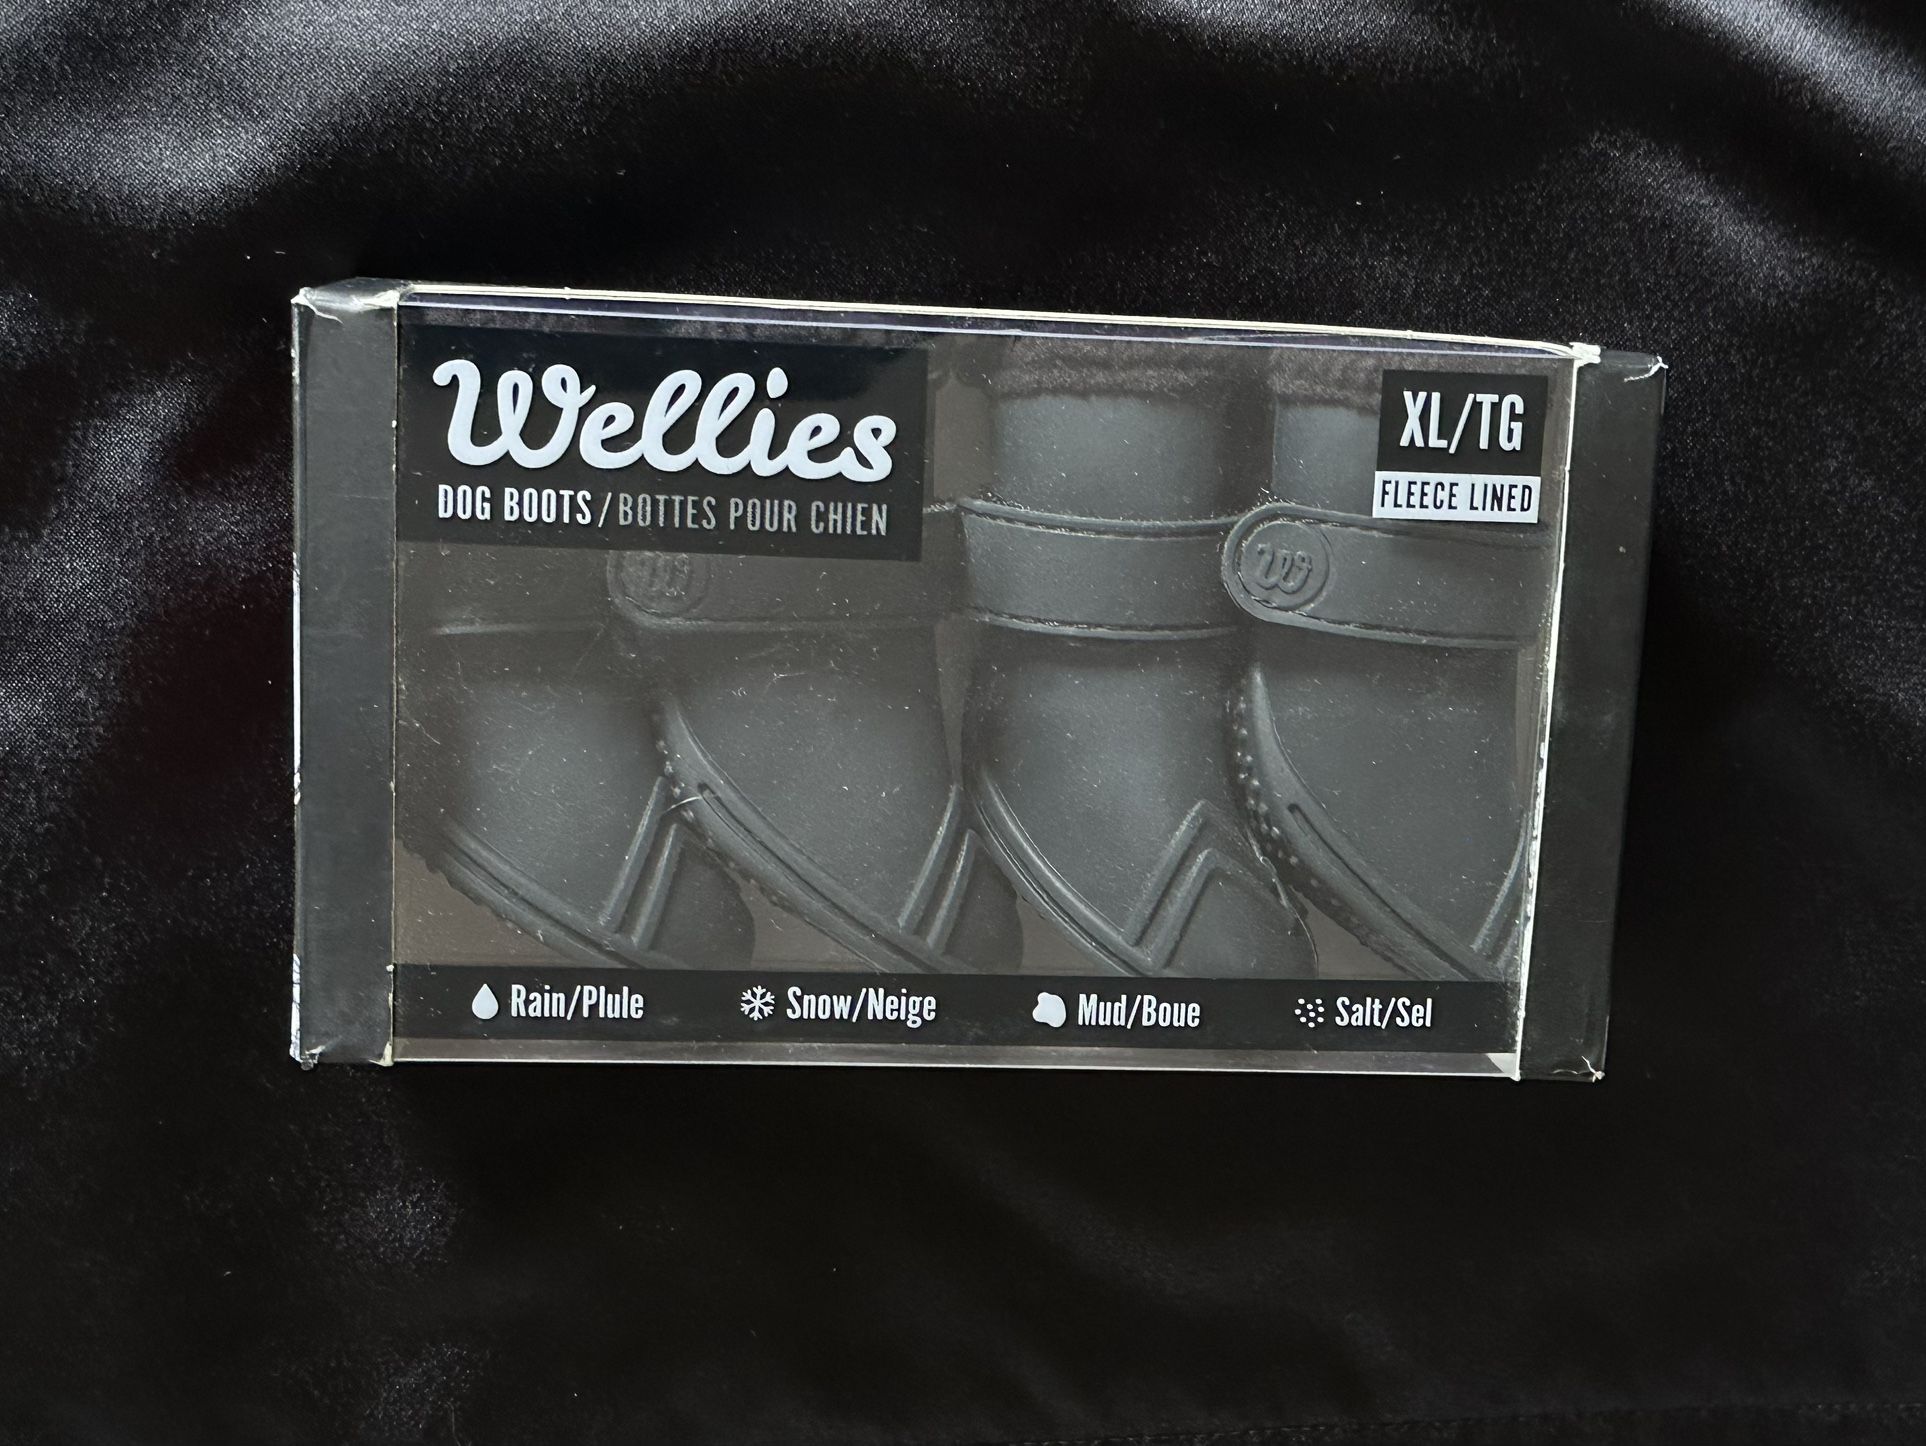 Wellies
DOG BOOTS/BOTTES POUR CHIEN
XL/TG
FLEECE LINED
W
W
Rain/Plule
Snow/Neige
Mud/Boue
Salt/Sel